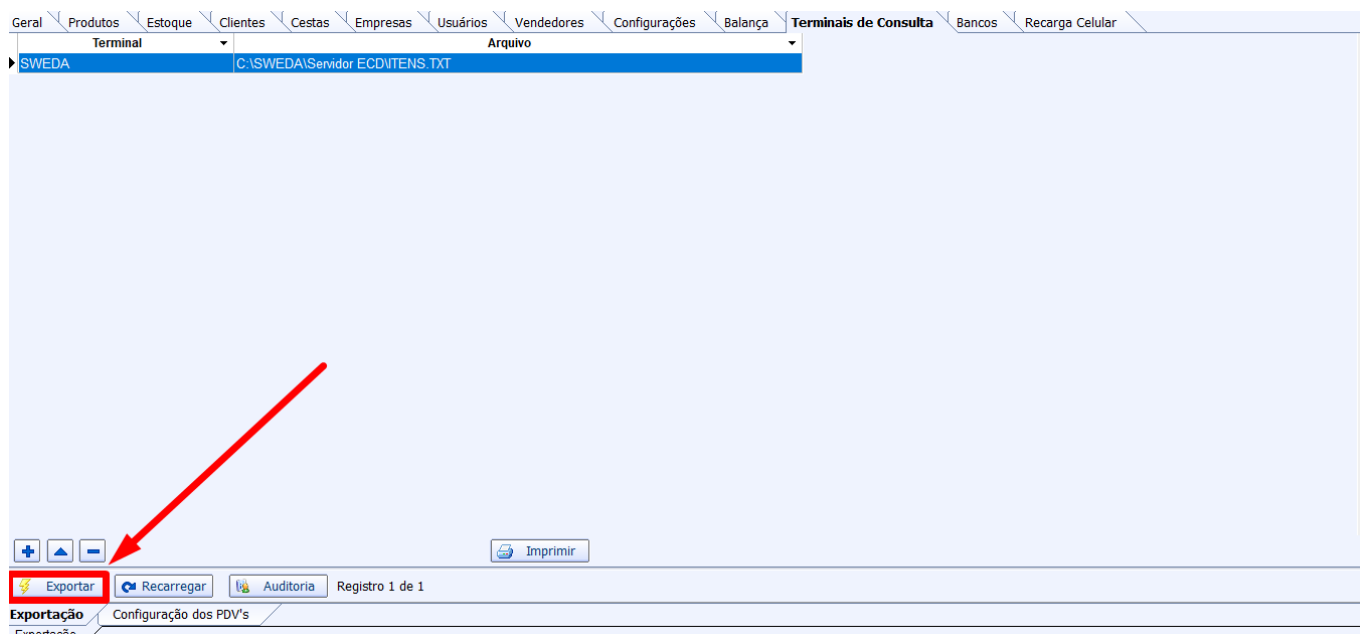 Geral Produtos Estoque Clientes Cestas Empresas Usuários Vendedores Configurações Balança Terminais de Consulta Bancos Recarga Celular
Terminal Arquivo
SWEDA C:\SWEDA\Servidor ECD\ITENS.TXT
Imprimir
Exportar Recarregar Auditoria Registro 1 de 1
Exportação Configuração dos PDV's
Exportação